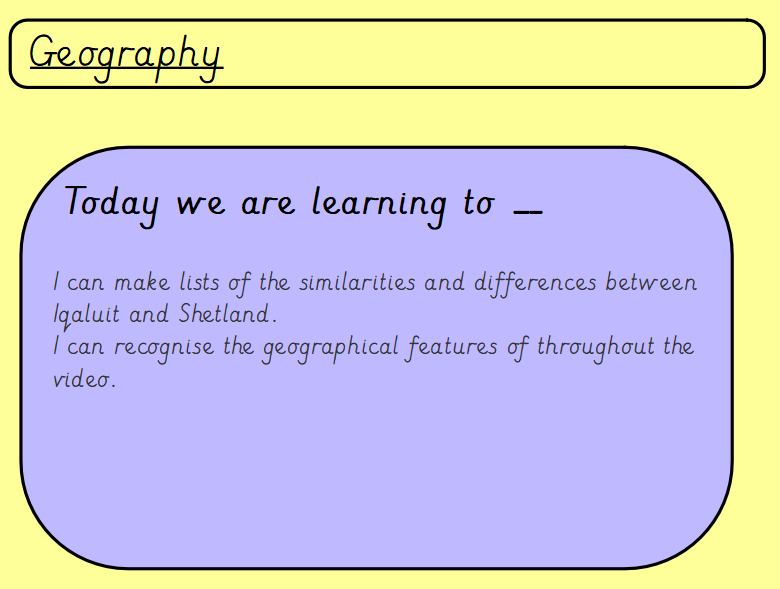 Geography
Today we are learning to __
I can make lists of the similarities and differences between
Iqaluit and Shetland.
I can recognise the geographical features of throughout the
video.